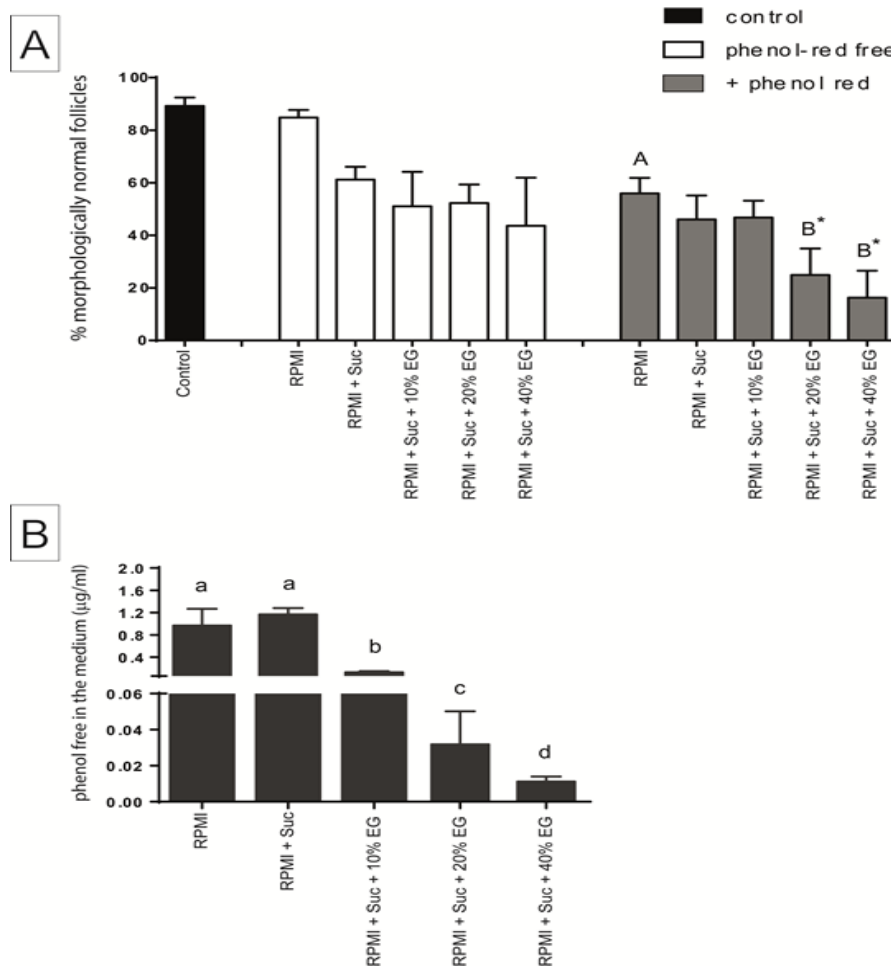 A
control
phenol-red free
+ phenol red
% morphologically normal follicles
100
80
60
40
20
0
A
B*
B*
Control
RPMI
RPMI + Suc
RPMI + Suc + 10% EG
RPMI + Suc + 20% EG
RPMI + Suc + 40% EG
RPMI
RPMI + Suc
RPMI + Suc + 10% EG
RPMI + Suc + 20% EG
RPMI + Suc + 40% EG
B
phenol free in the medium (μg/ml)
2.0
1.6
1.2
0.8
0.4
0.06
0.04
0.02
0.00
a
a
b
c
d
RPMI
RPMI + Suc
RPMI + Suc + 10% EG
RPMI + Suc + 20% EG
RPMI + Suc + 40% EG